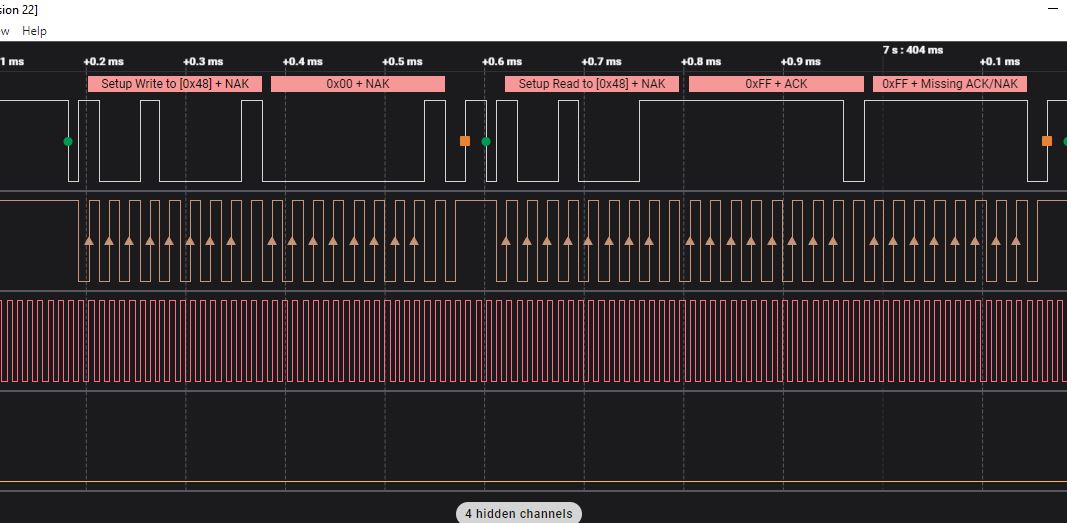 sion 22]
w Help
7 s : 404 ms
1 ms +0.2 ms +0.3 ms +0.4 ms +0.5 ms +0.6 ms +0.7 ms +0.8 ms +0.9 ms +0.1 ms
Setup Write to [0x48] + NAK 0x00 + NAK Setup Read to [0x48] + NAK 0xFF + ACK 0xFF + Missing ACK/NAK
4 hidden channels